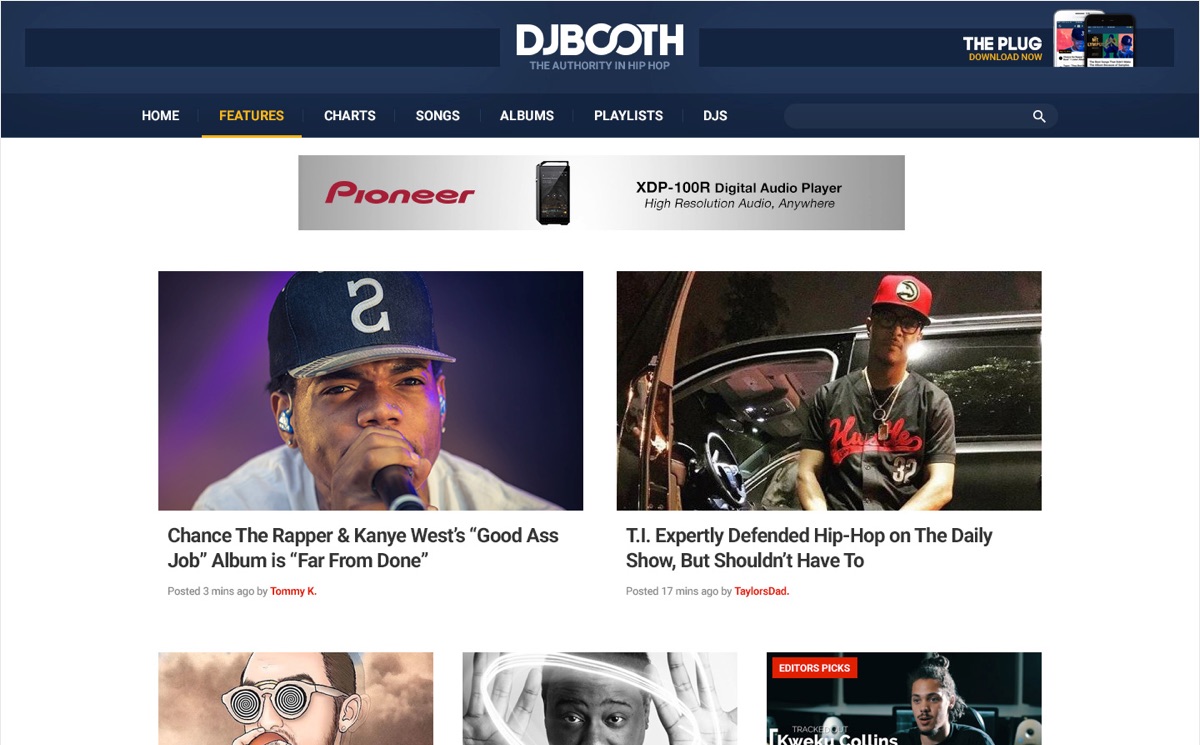 DJBOOTH
THE AUTHORITY IN HIP HOP
THE PLUG
DOWNLOAD NOW
HOME
FEATURES
CHARTS
SONGS
ALBUMS
PLAYLISTS
DJS
Pioneer
XDP-100R Digital Audio Player
High Resolution Audio, Anywhere
Chance The Rapper & Kanye West’s “Good Ass
Job” Album is “Far From Done”
Posted 3 mins ago by Tommy K.
T.I. Expertly Defended Hip-Hop on The Daily
Show, But Shouldn’t Have To
Posted 17 mins ago by TaylorsDad.
EDITORS PICKS
TRACKED OUT
Kweku Collins